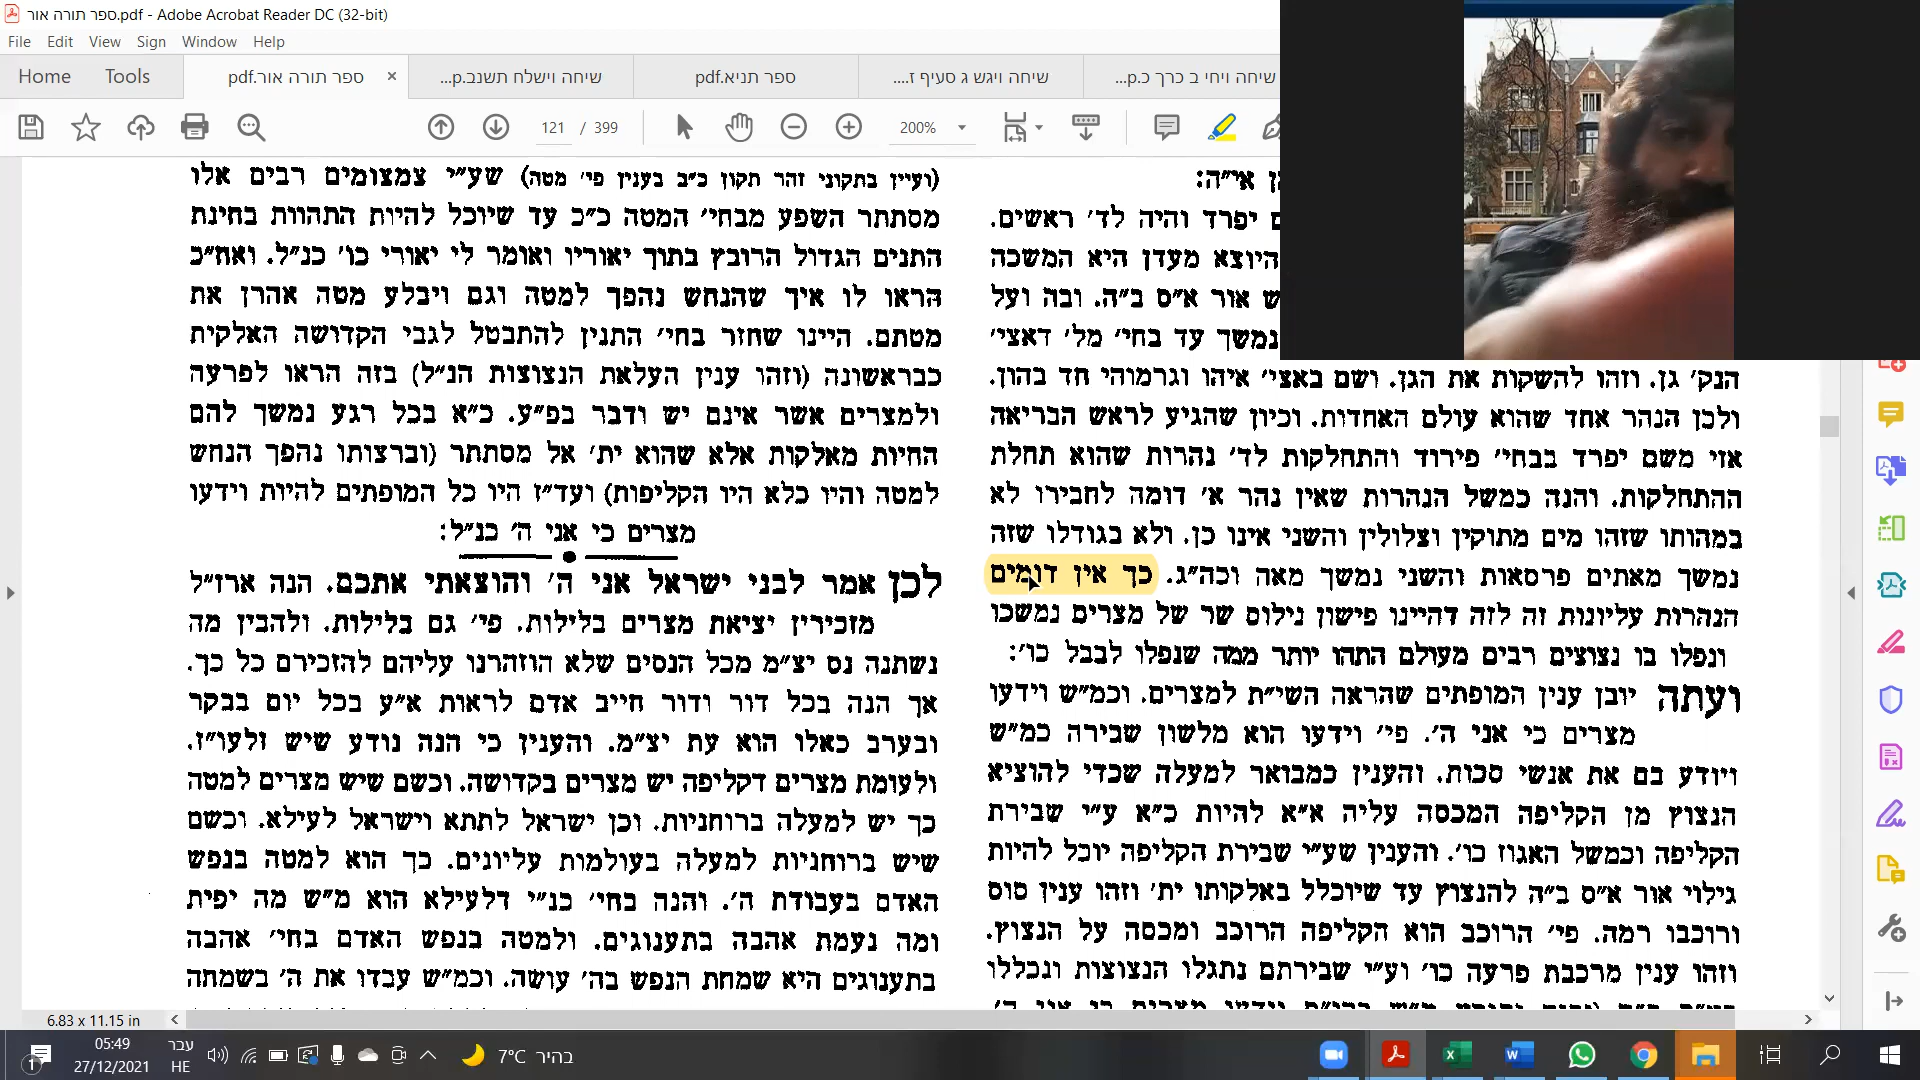 ספר תורה אור.pdf - Adobe Acrobat Reader DC (32-bit)
File Edit View Sign Window Help
Home Tools ספר תורה אור.pdf × שיחה וישלח תשנב.p... ספר תניא.pdf שיחה ויגש ג סעיף ז.... שיחה ויחי ב כרך כ.p...
121 / 399 200%
אי״ה:
יפרד והיה לד׳ ראשים.
היוצא מעדן היא המשכה
אור א״ס ב״ה. ובה ועל
נמשך עד בחי׳ מל׳ דאצי׳
הנק׳ גן. וזהו להשקות את הגן. ושם באצי׳ איהו וגרמוהי חד בהון.
ולכן הנהר אחד שהוא עולם האחדות. וכיון שהגיע לראש הבריאה
אזי משם יפרד בבחי׳ פירוד והתחלקות לד׳ נהרות שהוא תחלת
ההתחלקות. והנה כמשל הנהרות שאין נהר א׳ דומה לחבירו לא
במהותו שזהו מים מתוקין וצלולין והשני אינו כן. ולא בגודלו שזה
נמשך מאתים פרסאות והשני נמשך מאה וכה״ג. כך אין דומים
הנהרות עליונות זה לזה דהיינו פישון נילוס שר של מצרים נמשכו
ונפלו בו נצוצים רבים מעולם התהו יותר ממה שנפלו לבבל כו׳:
ועתה יובן ענין המופתים שהראה השי״ת למצרים. וכמ״ש וידעו
מצרים כי אני ה׳. פי׳ וידעו הוא מלשון שבירה כמ״ש
ויודע בם את אנשי סכות. והענין כמבואר למעלה שכדי להוציא
הנצוץ מן הקליפה המכסה עליה א״א להיות כ״א ע״י שבירת
הקליפה וכמשל האגוז כו׳. והענין שע״י שבירת הקליפה יוכל להיות
גילוי אור א״ס ב״ה להנצוץ עד שיוכלל באלקותו ית׳ וזהו ענין סוס
ורוכבו רמה. פי׳ הרוכב הוא הקליפה הרוכב ומכסה על הנצוץ.
וזהו ענין מרכבת פרעה כו׳ וע״י שבירתם נתגלו הנצוצות ונכללו
(ועיין בתקוני זהר תקון כ״ב בענין פי׳ מטה) שע״י צמצומים רבים אלו
מסתתר השפע מבחי׳ המטה כ״כ עד שיוכל להיות התהוות בחינת
התנים הגדול הרובץ בתוך יאוריו ואומר לי יאורי כו׳ כנ״ל. ואח״כ
הראו לו איך שהנחש נהפך למטה וגם ויבלע מטה אהרן את
מטתם. היינו שחזר בחי׳ התנין להתבטל לגבי הקדושה האלקית
כבראשונה (וזהו ענין העלאת הנצוצות הנ״ל) בזה הראו לפרעה
ולמצרים אשר אינם יש ודבר בפ״ע. כ״א בכל רגע נמשך להם
החיות מאלקות אלא שהוא ית׳ אל מסתתר (וברצותו נהפך הנחש
למטה והיו כלא היו הקליפות) ועד״ז היו כל המופתים להיות וידעו
מצרים כי אני ה׳ כנ״ל:
לכן אמר לבני ישראל אני ה׳ והוצאתי אתכם. הנה ארז״ל
מזכירין יציאת מצרים בלילות. פי׳ גם בלילות. ולהבין מה
נשתנה נס יצ״מ מכל הנסים שלא הוזהרנו עליהם להזכירם כל כך.
אך הנה בכל דור ודור חייב אדם לראות א״ע בכל יום בבקר
ובערב כאלו הוא עת יצ״מ. והענין כי הנה נודע שיש זלעו״ז.
ולעומת מצרים דקליפה יש מצרים בקדושה. וכשם שיש מצרים למטה
כך יש למעלה ברוחניות. וכן ישראל לתתא וישראל לעילא. וכשם
שיש ברוחניות למעלה בעולמות עליונים. כך הוא למטה בנפש
האדם בעבודת ה׳. והנה בחי׳ כנ״י דלעילא הוא מ״ש מה יפית
ומה נעמת אהבה בתענוגים. ולמטה בנפש האדם בחי׳ אהבה
בתענוגים היא שמחת הנפש בה׳ עושה. וכמ״ש עבדו את ה׳ בשמחה
6.83 x 11.15 in
05:49
27/12/2021
עבר
HE
7°C בהיר
1